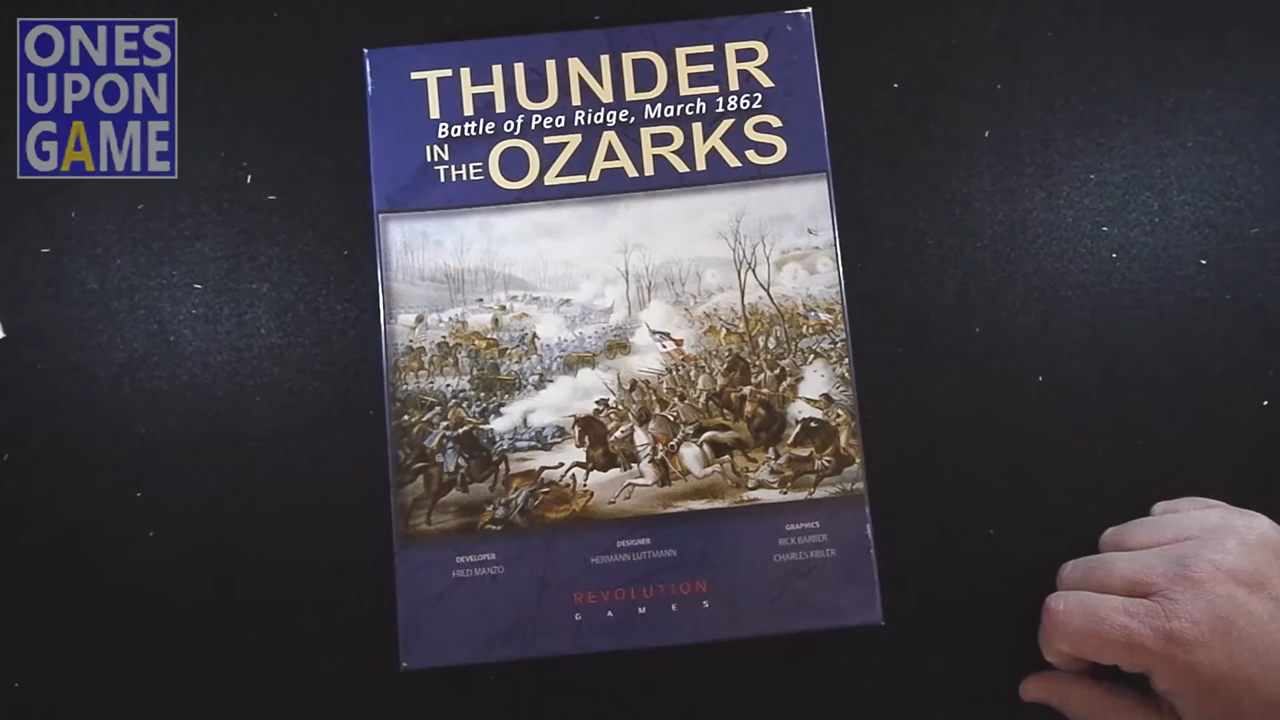 ONES
UPON
GAME
THUNDER
Battle of Pea Ridge, March 1862
IN
THE OZARKS
DEVELOPER
FRED MANZO
DESIGNER
HERMANN LUTTMANN
GRAPHICS
RICK BARBER
CHARLES KIBLER
REVOLUTION
GAMES